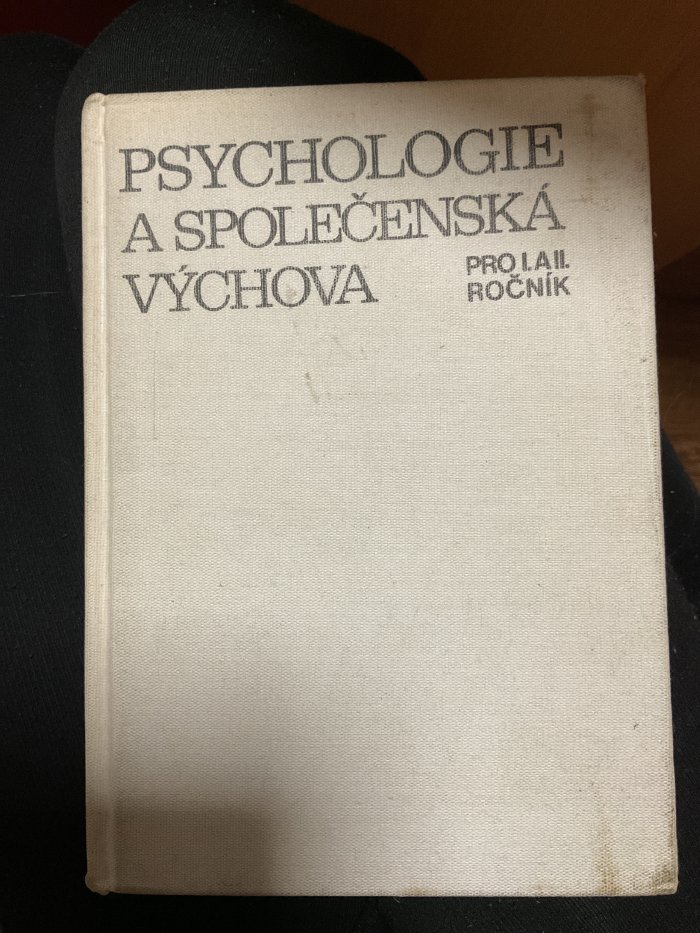 PSYCHOLOGIE
A SPOLEČENSKÁ
VÝCHOVA
PRO I. A II.
ROČNÍK